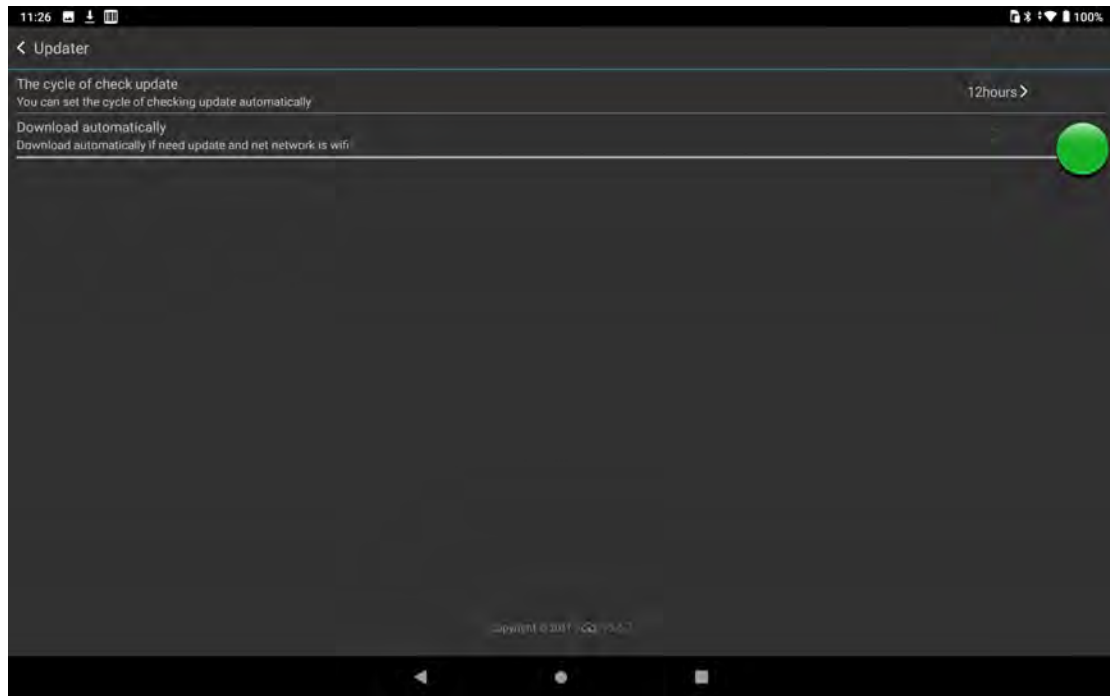 11:26
100%
Updater
The cycle of check update
You can set the cycle of checking update automatically
12hours
Download automatically
Download automatically if need update and net network is wifi
Copyright ©